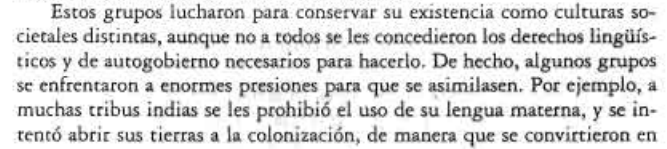 Estos grupos lucharon para conservar su existencia como culturas so-
cietales distintas, aunque no a todos se les concedieron los derechos lingüís-
ticos y de autogobierno necesarios para hacerlo. De hecho, algunos grupos
se enfrentaron a enormes presiones para que se asimilasen. Por ejemplo, a
muchas tribus indias se les prohibió el uso de su lengua materna, y se in-
tentó abrir sus tierras a la colonización, de manera que se convirtieron en